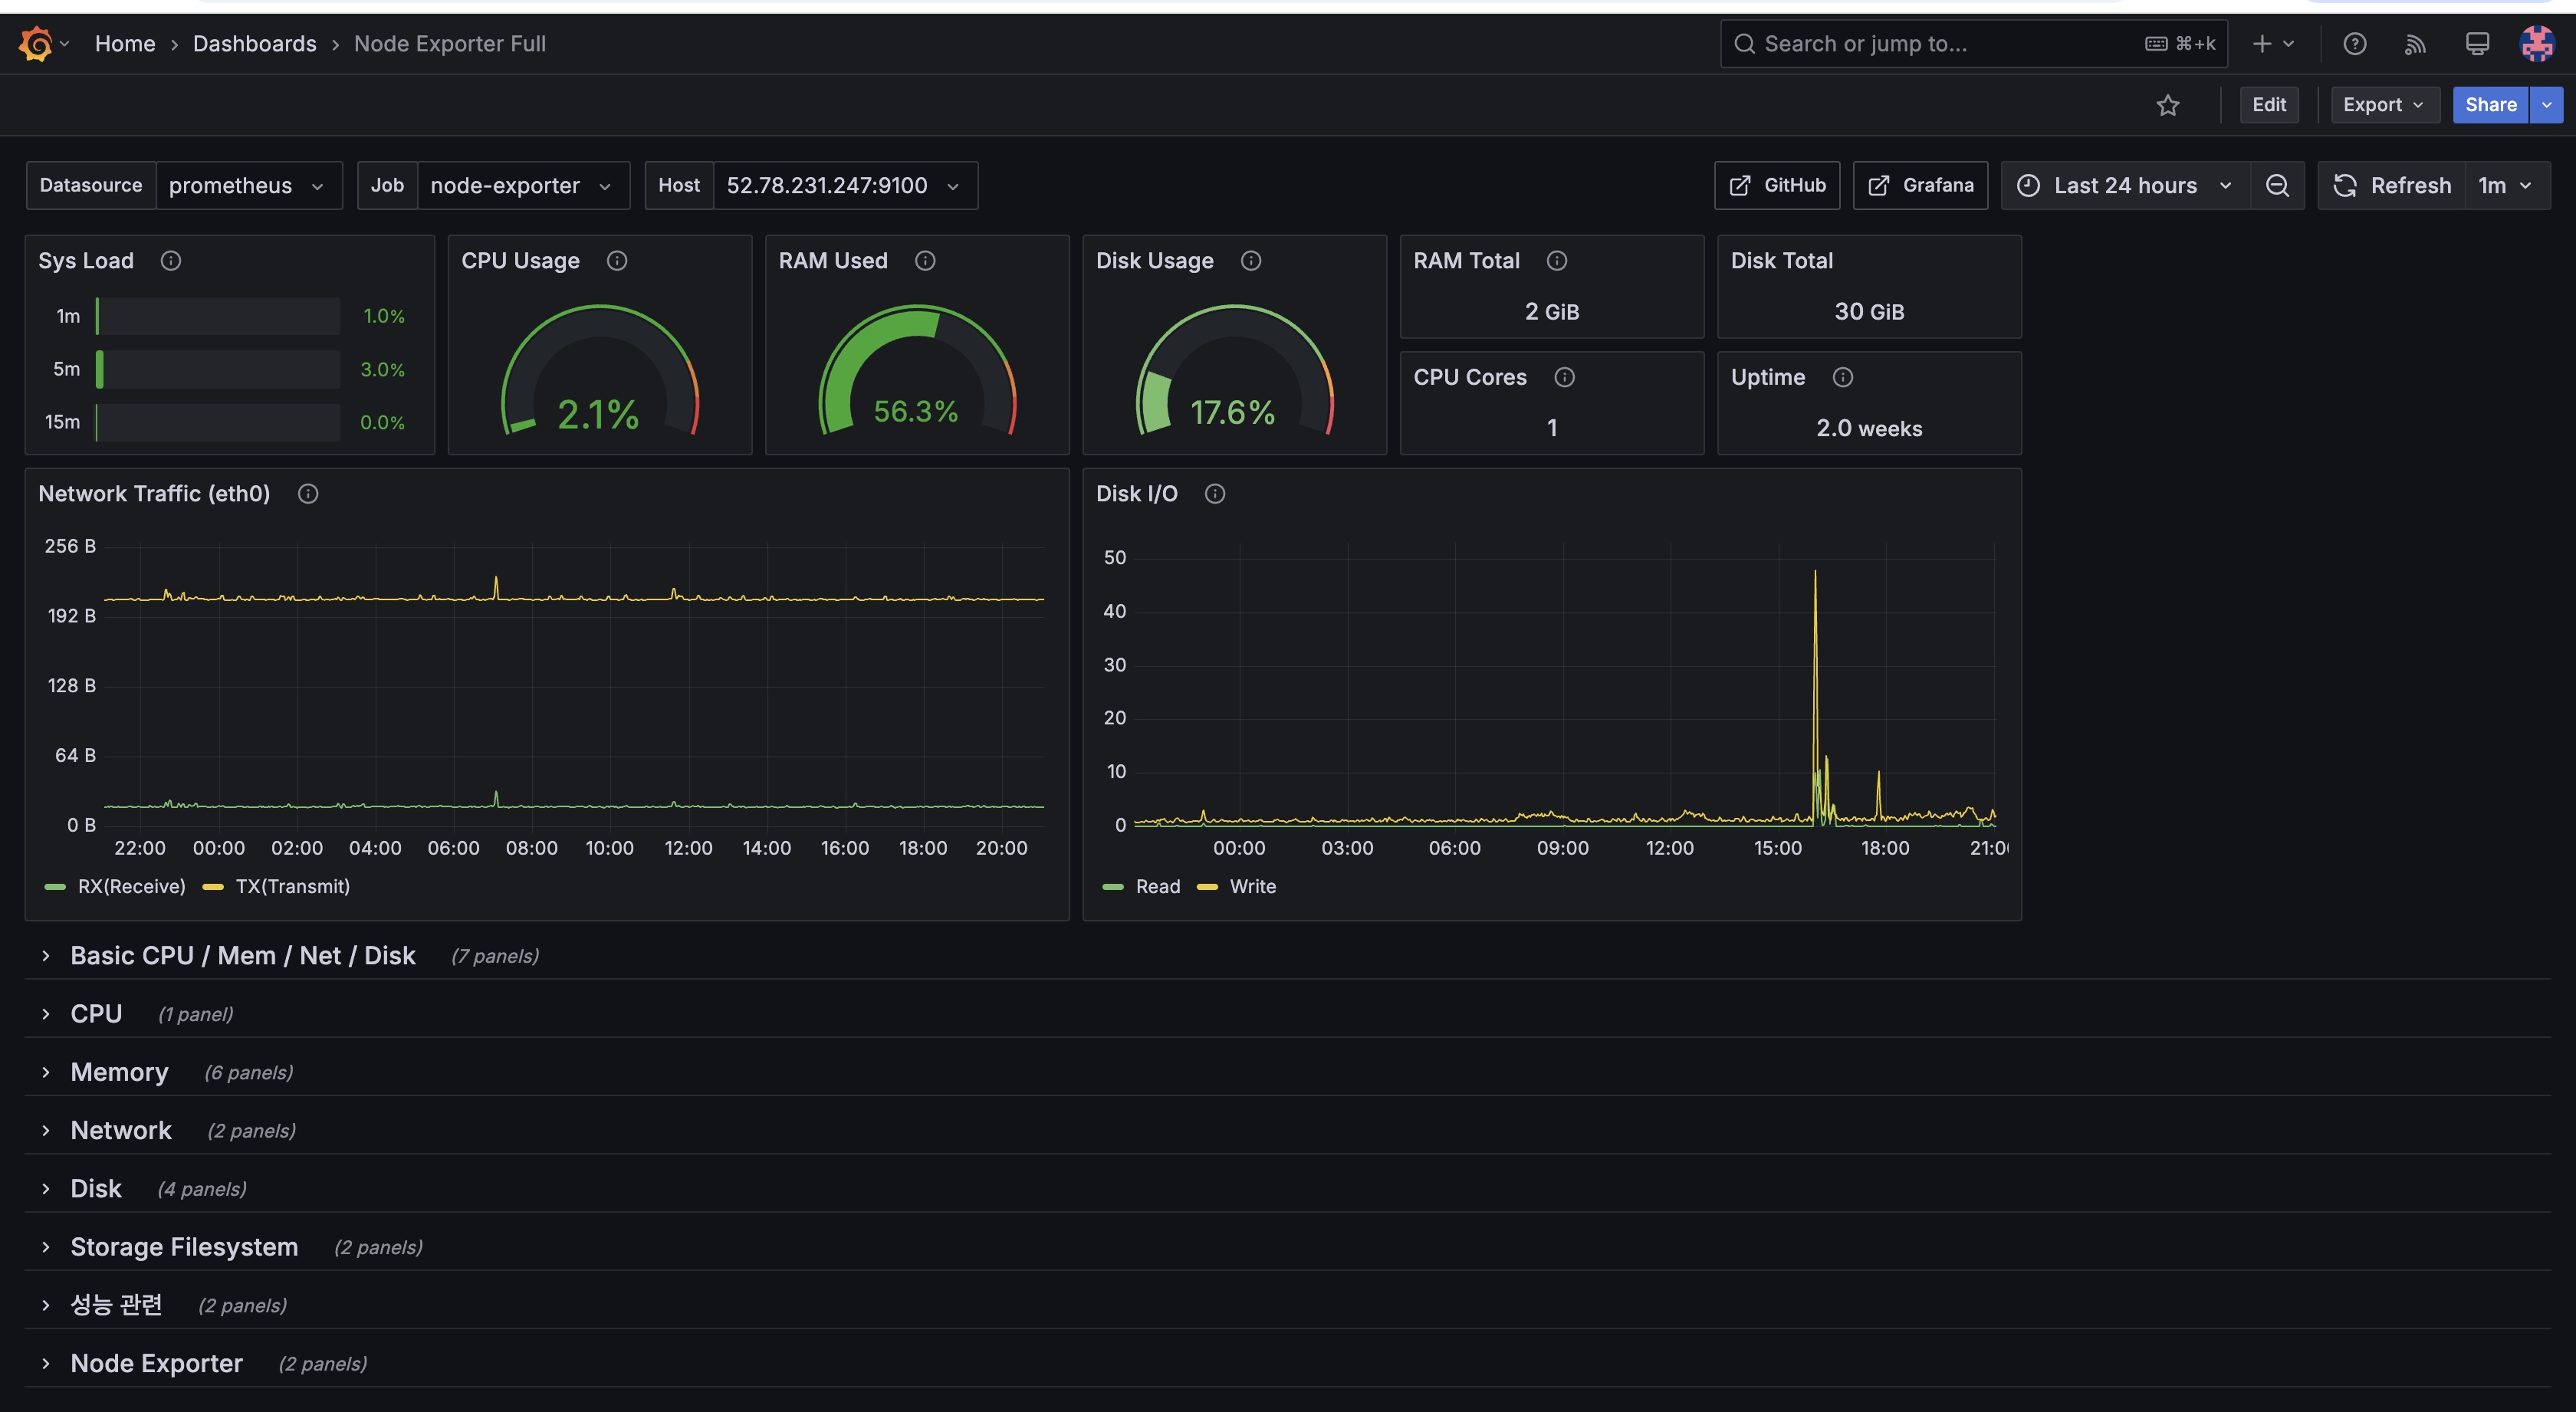 Home › Dashboards › Node Exporter Full
Search or jump to... ⌘+k
Edit
Export
Share
Datasource prometheus
Job node-exporter
Host 52.78.231.247:9100
GitHub
Grafana
Last 24 hours
Refresh 1m
Sys Load
1m 1.0%
5m 3.0%
15m 0.0%
CPU Usage
2.1%
RAM Used
56.3%
Disk Usage
17.6%
RAM Total
2 GiB
Disk Total
30 GiB
CPU Cores
1
Uptime
2.0 weeks
Network Traffic (eth0)
256 B
192 B
128 B
64 B
0 B
22:00 00:00 02:00 04:00 06:00 08:00 10:00 12:00 14:00 16:00 18:00 20:00
RX(Receive) TX(Transmit)
Disk I/O
50
40
30
20
10
0
00:00 03:00 06:00 09:00 12:00 15:00 18:00 21:0
Read Write
Basic CPU / Mem / Net / Disk (7 panels)
CPU (1 panel)
Memory (6 panels)
Network (2 panels)
Disk (4 panels)
Storage Filesystem (2 panels)
성능 관련 (2 panels)
Node Exporter (2 panels)